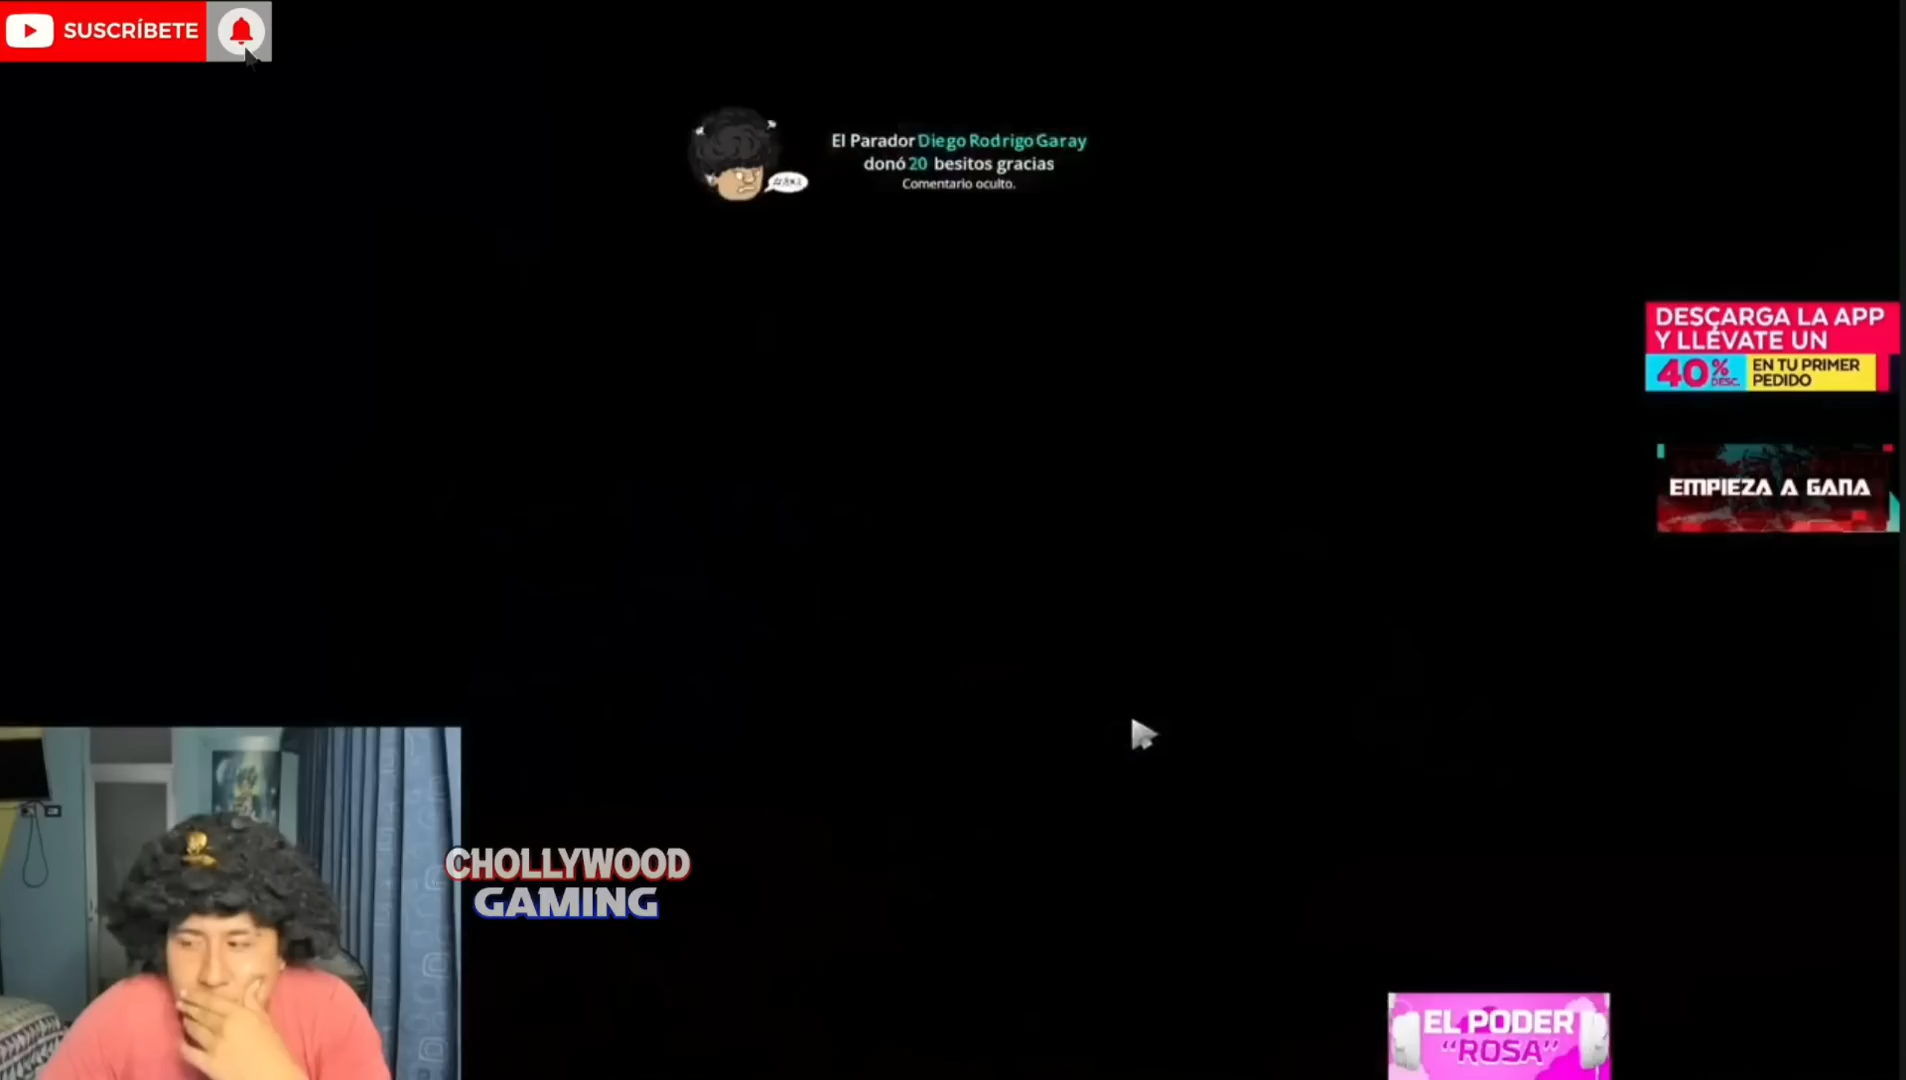 SUSCRÍBETE
El Parador Diego Rodrigo Garay
donó 20 besitos gracias
Comentario oculto.
DESCARGA LA APP
Y LLÉVATE UN
40% DESC. EN TU PRIMER
PEDIDO
EMPIEZA A GANA
CHOLLYWOOD
GAMING
EL PODER
"ROSA"